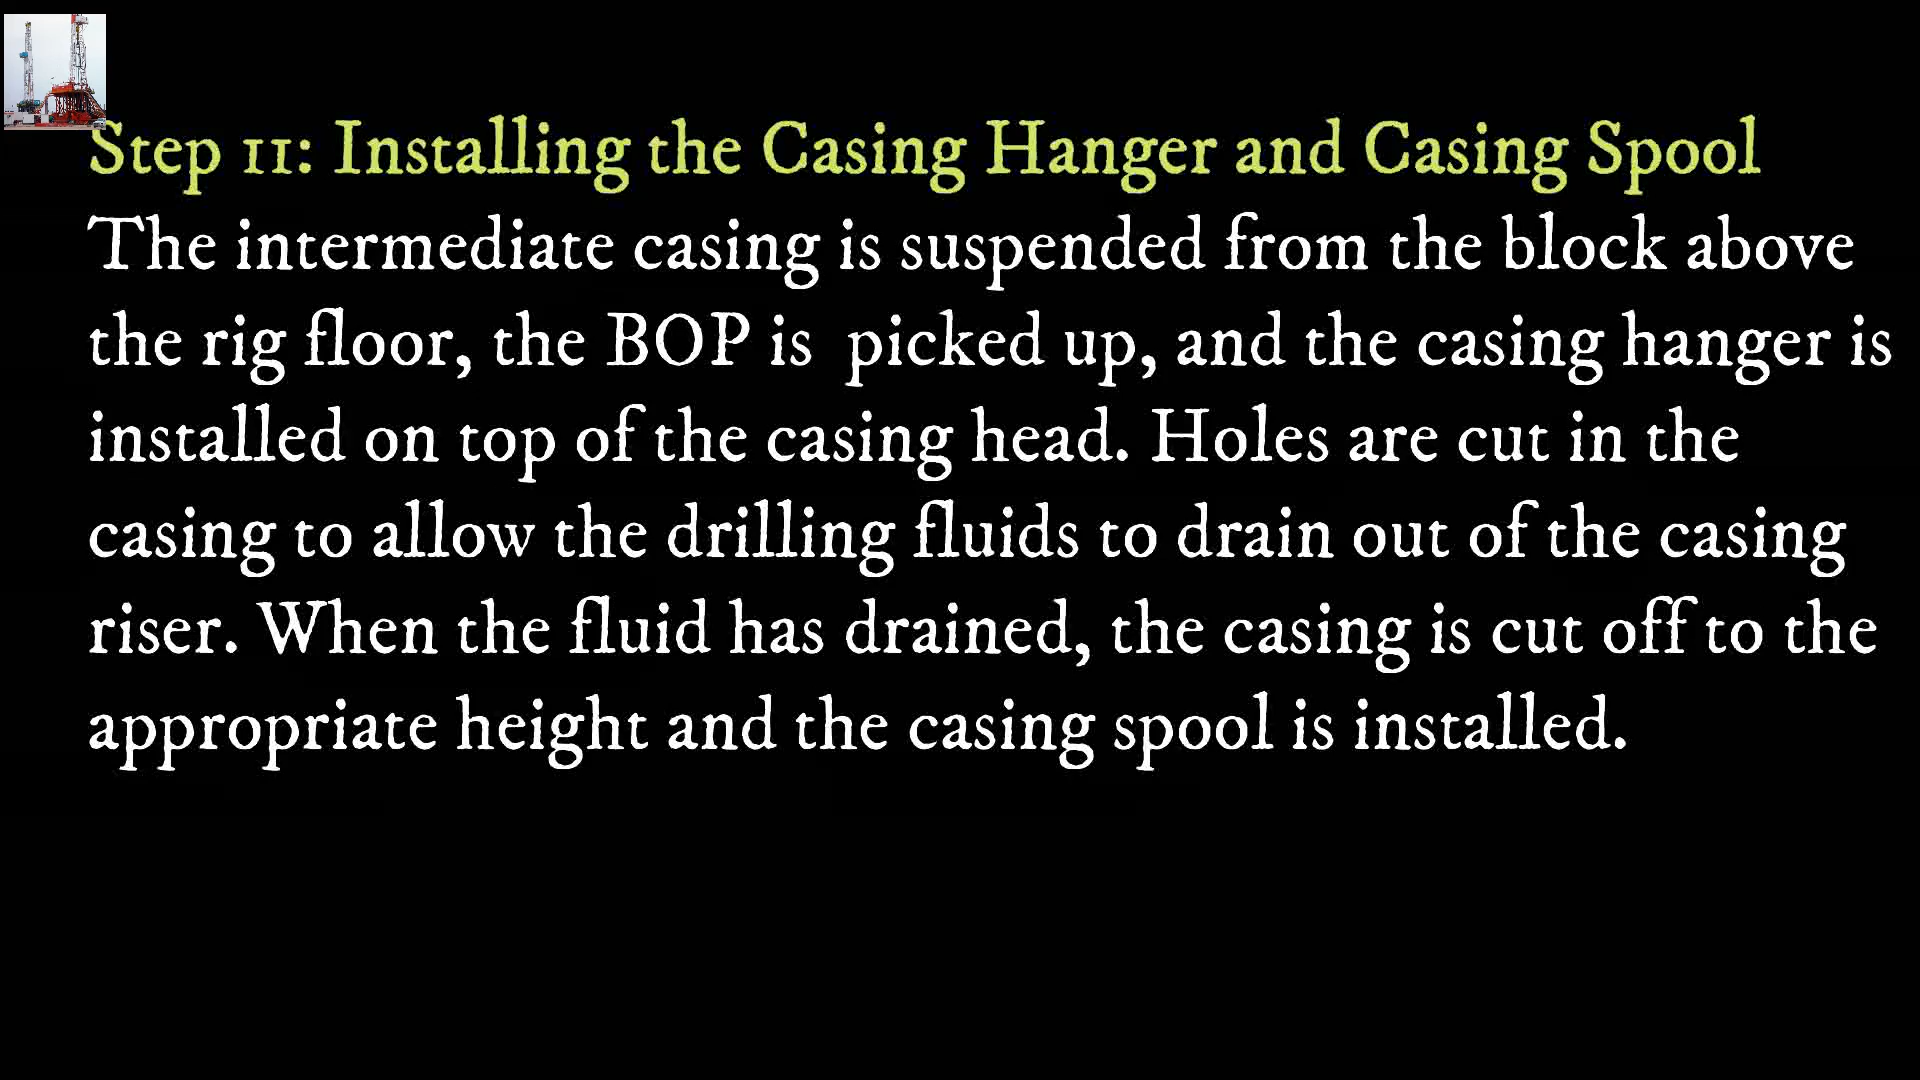 Step 11: Installing the Casing Hanger and Casing Spool
The intermediate casing is suspended from the block above
the rig floor, the BOP is  picked up, and the casing hanger is
installed on top of the casing head. Holes are cut in the
casing to allow the drilling fluids to drain out of the casing
riser. When the fluid has drained, the casing is cut off to the
appropriate height and the casing spool is installed.